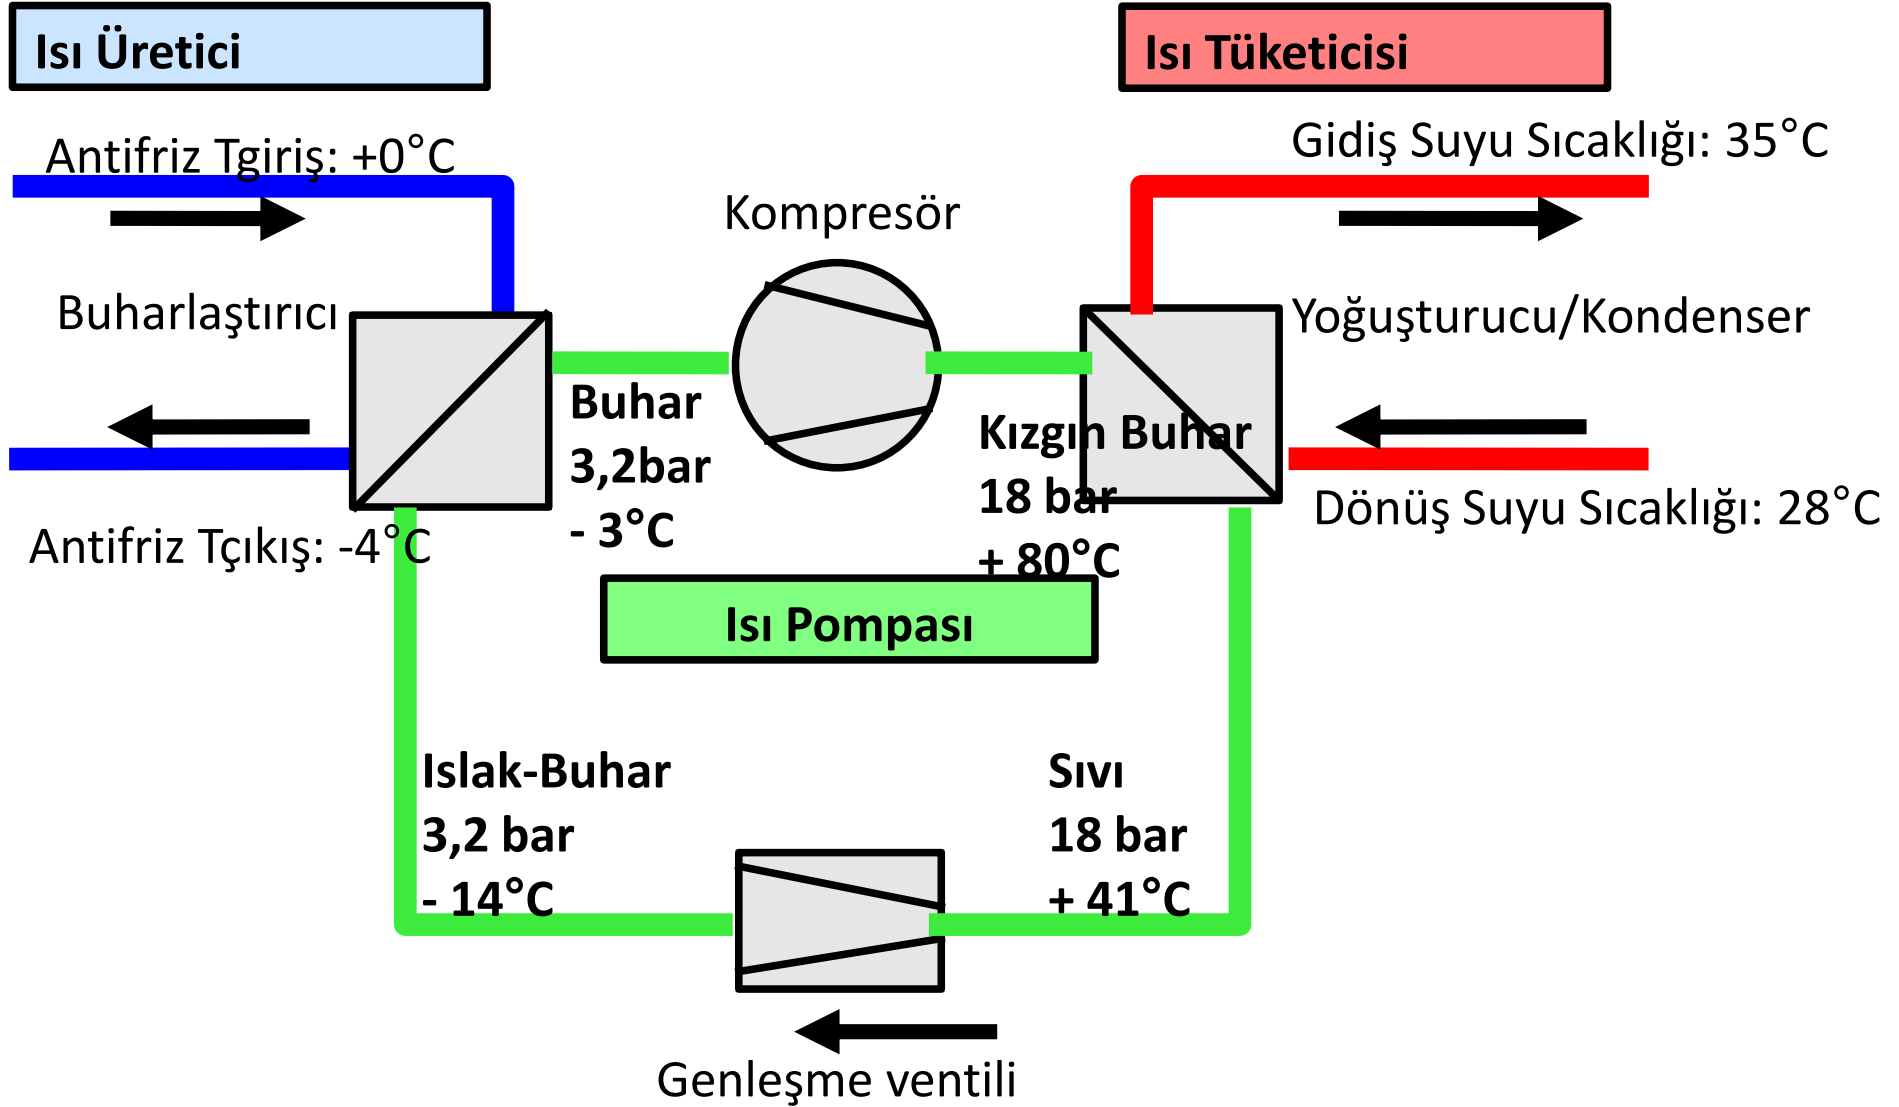 Isı Üretici
Isı Tüketicisi
Antifriz Tgiriş: +0°C
Gidiş Suyu Sıcaklığı: 35°C
Kompresör
Buharlaştırıcı
Yoğuşturucu/Kondenser
Buhar
3,2bar
- 3°C
Kızgın Buhar
18 bar
+ 80°C
Dönüş Suyu Sıcaklığı: 28°C
Antifriz Tçıkış: -4°C
Isı Pompası
Islak-Buhar
3,2 bar
- 14°C
Sıvı
18 bar
+ 41°C
Genleşme ventili